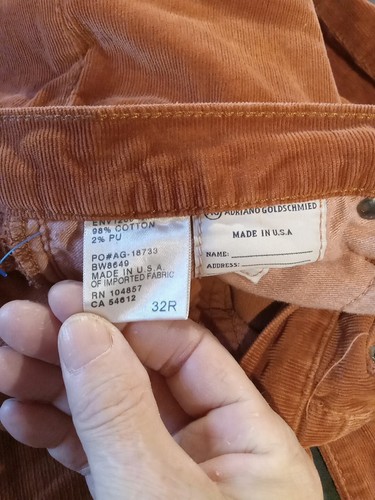 98% COTTON
2% PU
PO#AG-18733
BW8649
MADE IN U.S.A.
OF IMPORTED FABRIC
RN 104857
CA 54612
32R
ADRIANO GOLDSCHMIED
MADE IN U.S.A
NAME:
ADDRESS: